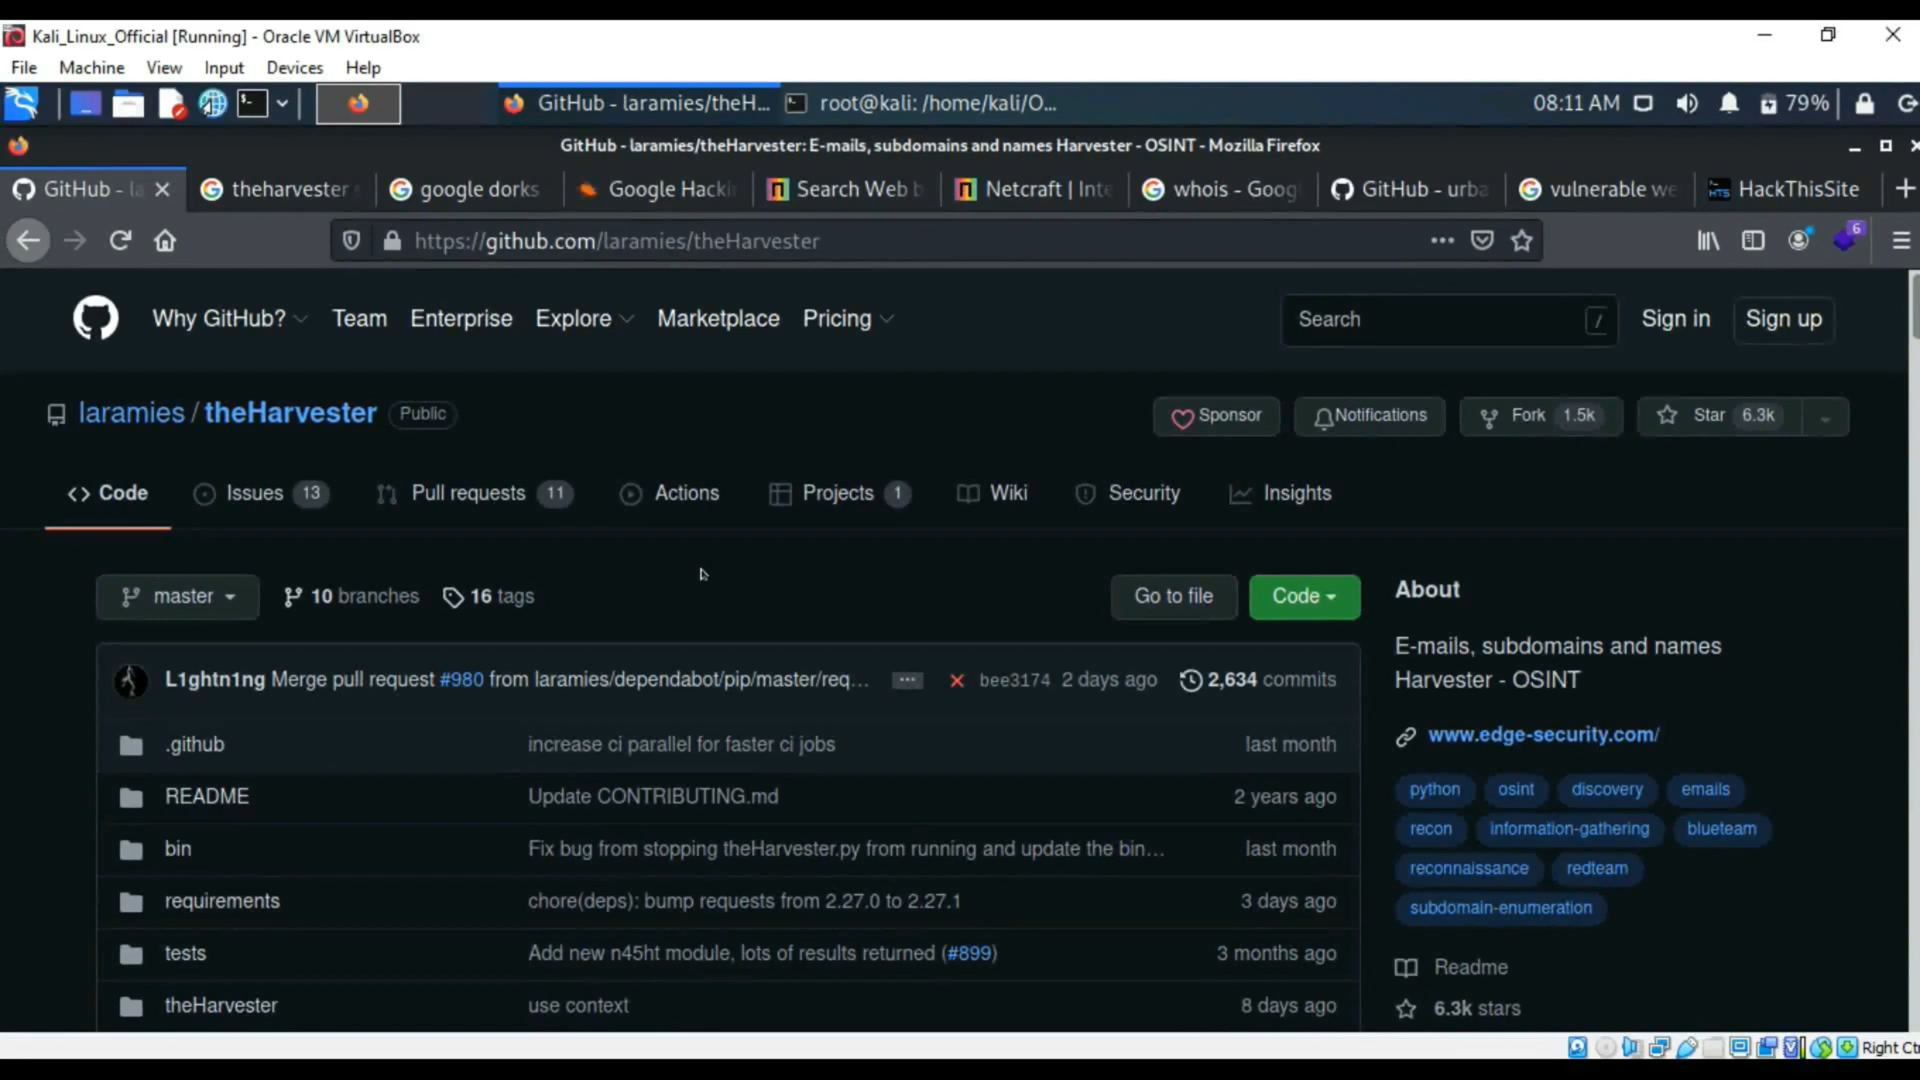 Kali_Linux_Official [Running] - Oracle VM VirtualBox
File Machine View Input Devices Help
GitHub - laramies/theH... root@kali: /home/kali/O... 08:11 AM 79%
GitHub - laramies/theHarvester: E-mails, subdomains and names Harvester - OSINT - Mozilla Firefox
GitHub - la theharvester google dorks Google Hacki Search Web b Netcraft | Inte whois - Goog GitHub - urba vulnerable we HackThisSite
https://github.com/laramies/theHarvester 6
Why GitHub? Team Enterprise Explore Marketplace Pricing Search / Sign in Sign up
laramies / theHarvester Public Sponsor Notifications Fork 1.5k Star 6.3k
Code Issues 13 Pull requests 11 Actions Projects 1 Wiki Security Insights
master 10 branches 16 tags Go to file Code About
E-mails, subdomains and names
Harvester - OSINT
L1ghtn1ng Merge pull request #980 from laramies/dependabot/pip/master/req... ... bee3174 2 days ago 2,634 commits
www.edge-security.com/
.github increase ci parallel for faster ci jobs last month
python osint discovery emails
README Update CONTRIBUTING.md 2 years ago
recon information-gathering blueteam
bin Fix bug from stopping theHarvester.py from running and update the bin... last month
reconnaissance redteam
requirements chore(deps): bump requests from 2.27.0 to 2.27.1 3 days ago
subdomain-enumeration
tests Add new n45ht module, lots of results returned (#899) 3 months ago
Readme
theHarvester use context 8 days ago
6.3k stars
Right Ctr